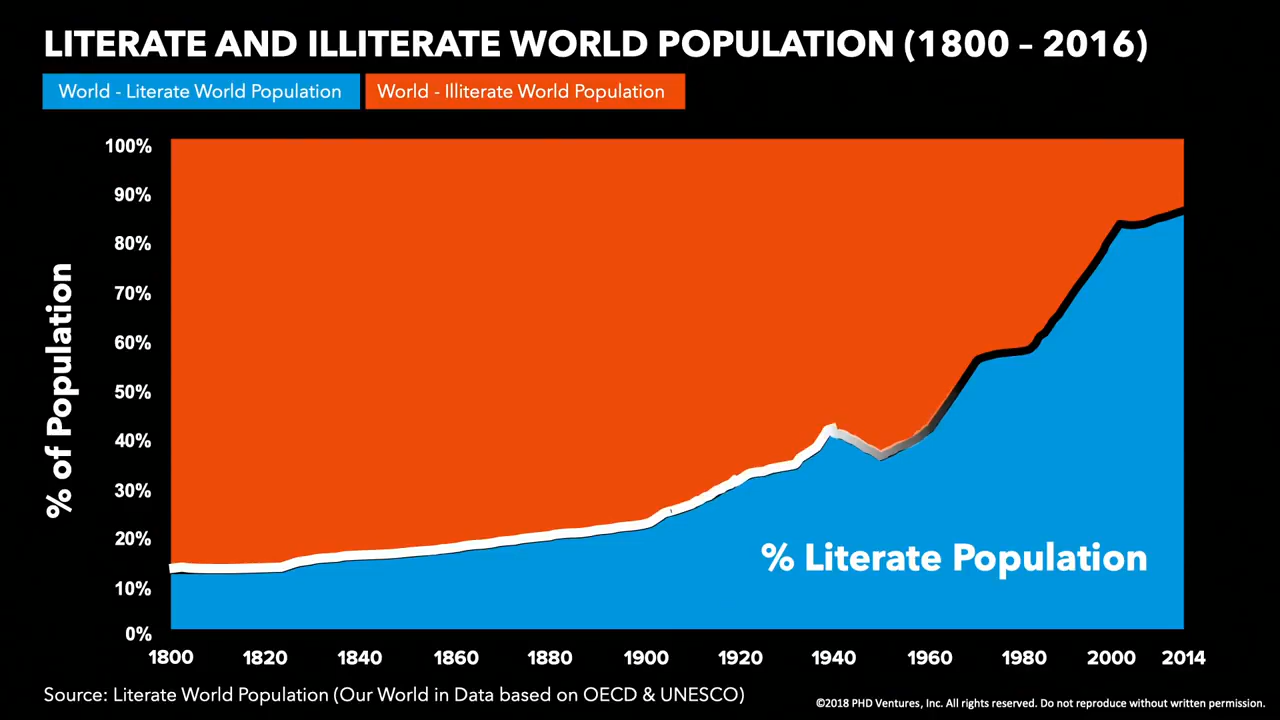 LITERATE AND ILLITERATE WORLD POPULATION (1800 – 2016)
World - Literate World Population
World - Illiterate World Population
% of Population
100%
90%
80%
70%
60%
50%
40%
30%
20%
10%
0%
% Literate Population
1800 1820 1840 1860 1880 1900 1920 1940 1960 1980 2000 2014
Source: Literate World Population (Our World in Data based on OECD & UNESCO)
©2018 PHD Ventures, Inc. All rights reserved. Do not reproduce without written permission.